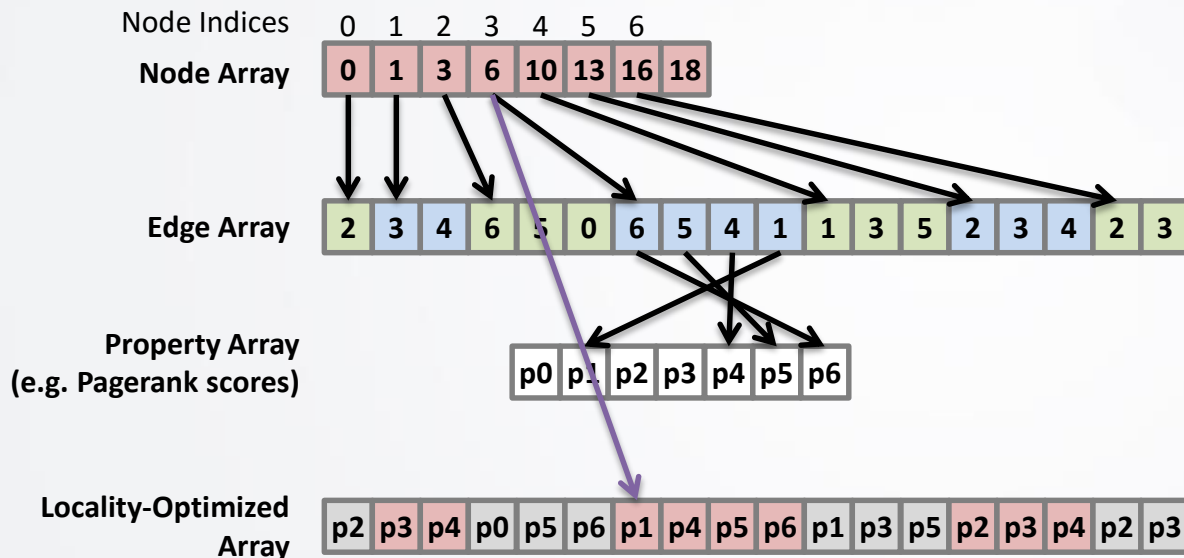 Node Indices 0 1 2 3 4 5 6
Node Array 0 1 3 6 10 13 16 18
Edge Array 2 3 4 6 5 0 6 5 4 1 1 3 5 2 3 4 2 3
Property Array
(e.g. Pagerank scores) p0 p1 p2 p3 p4 p5 p6
Locality-Optimized
Array p2 p3 p4 p0 p5 p6 p1 p4 p5 p6 p1 p3 p5 p2 p3 p4 p2 p3